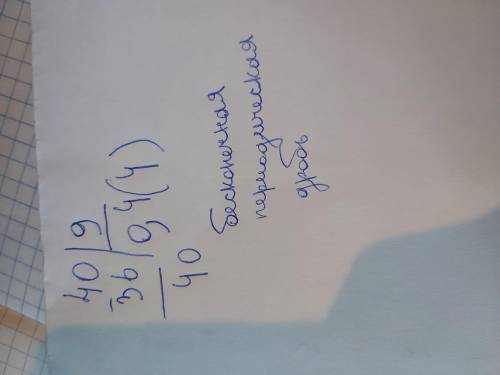 40 | 9
36 | 0,4(4)
40
бесконечная
периодическая
дробь